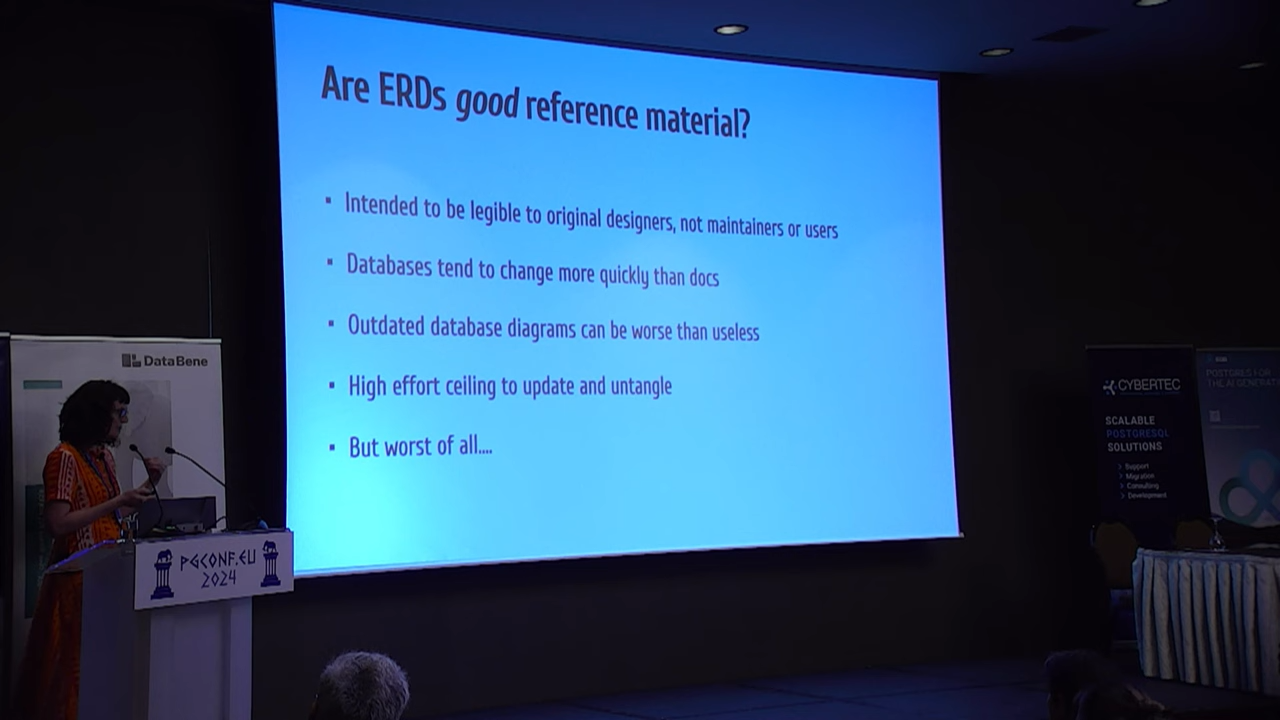 Are ERDs good reference material?
▪ Intended to be legible to original designers, not maintainers or users
▪ Databases tend to change more quickly than docs
▪ Outdated database diagrams can be worse than useless
▪ High effort ceiling to update and untangle
▪ But worst of all....
DataBene
PGCONF.EU
2024
CYBERTEC
SCALABLE
POSTGRESQL
SOLUTIONS
> Support
> Migration
> Consulting
> Development
POSTGRES FOR
THE AI GENERAT